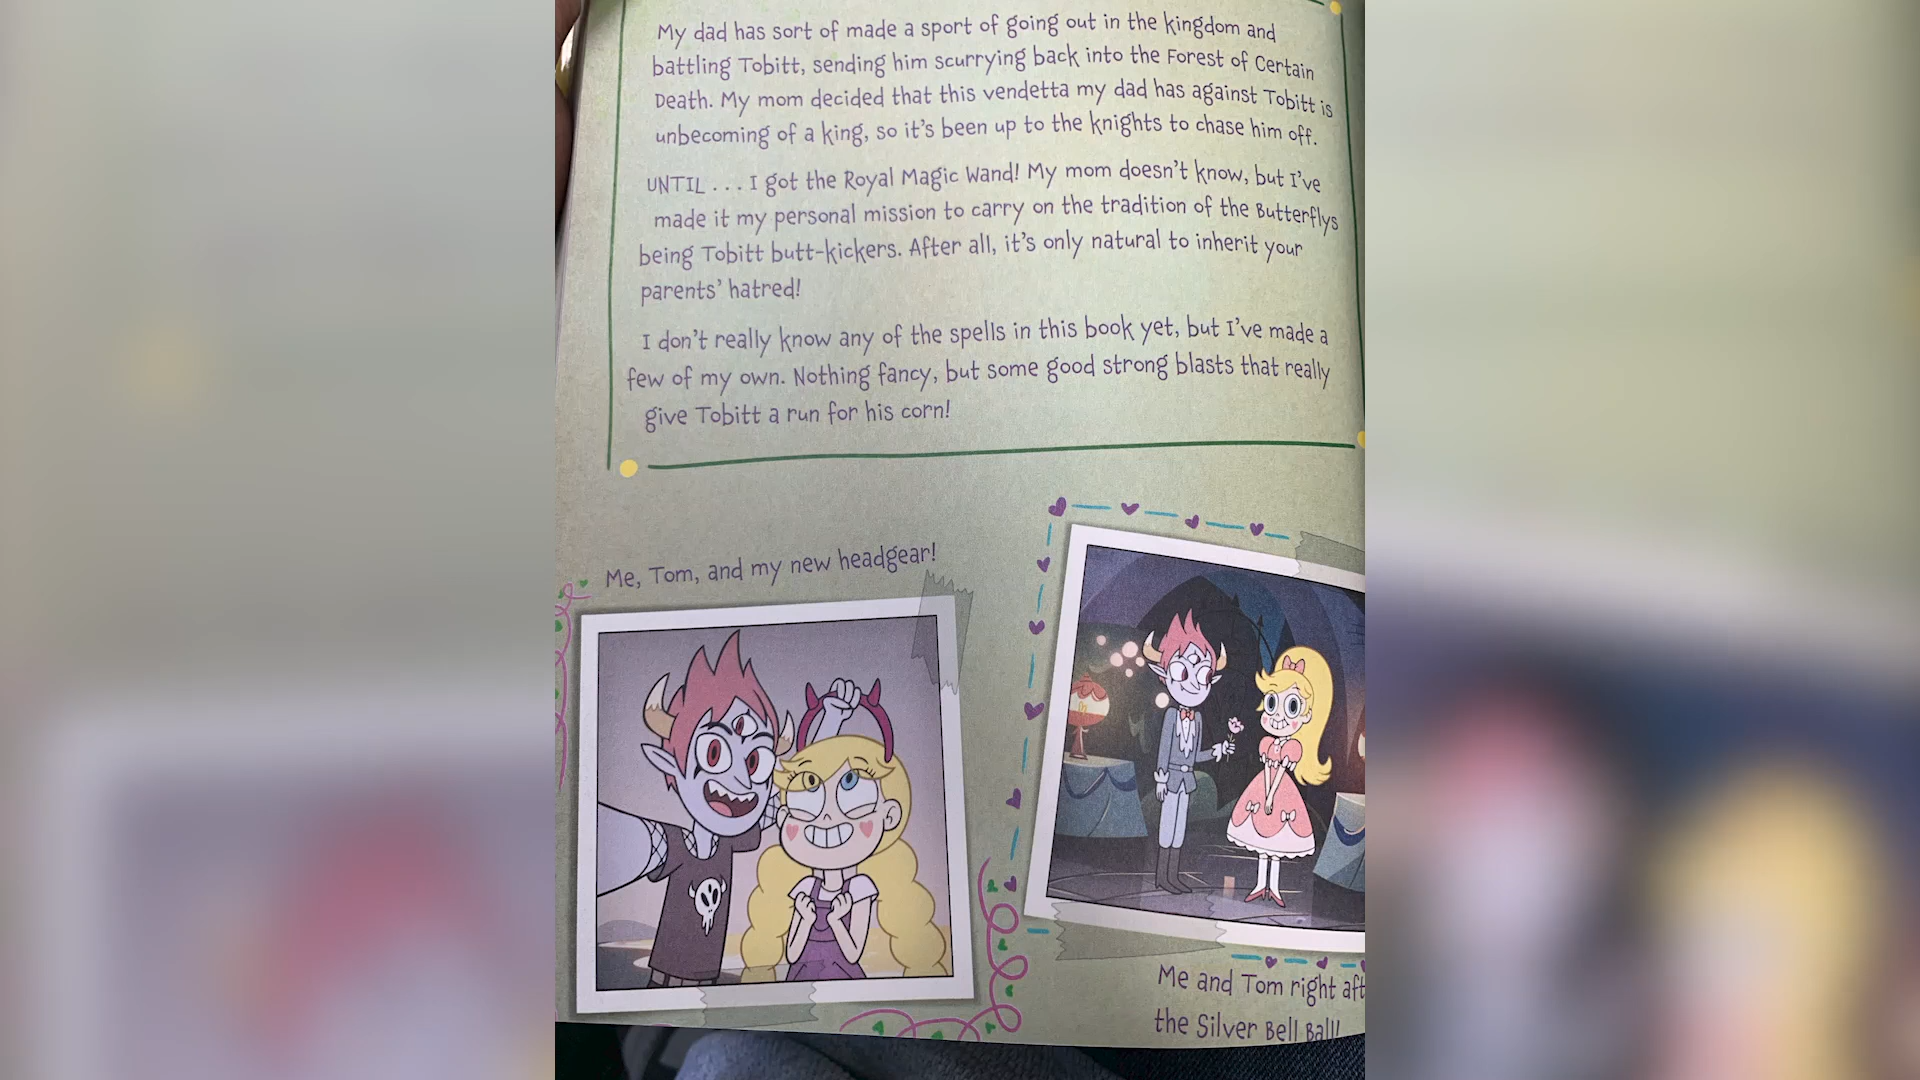 My dad has sort of made a sport of going out in the kingdom and
battling Tobitt, sending him scurrying back into the Forest of Certain
Death. My mom decided that this vendetta my dad has against Tobitt is
unbecoming of a king, so it's been up to the knights to chase him off.
UNTIL . . . I got the Royal Magic Wand! My mom doesn't know, but I've
made it my personal mission to carry on the tradition of the Butterflys
being Tobitt butt-kickers. After all, it's only natural to inherit your
parents' hatred!
I don't really know any of the spells in this book yet, but I've made a
few of my own. Nothing fancy, but some good strong blasts that really
give Tobitt a run for his corn!
Me, Tom, and my new headgear!
Me and Tom right aft
the Silver Bell Ball!